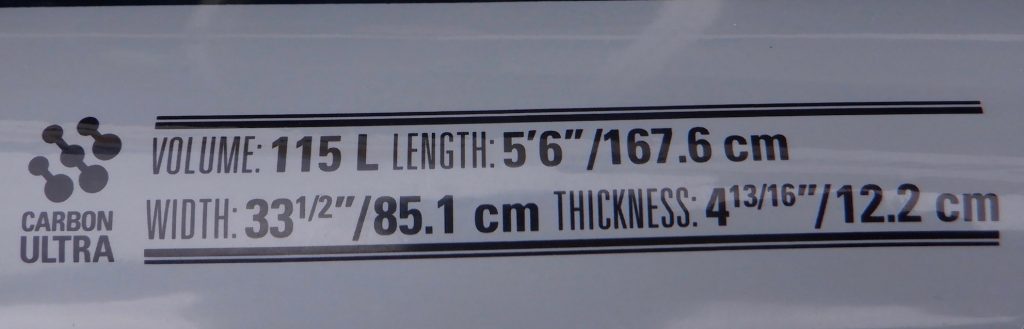 VOLUME: 115 L LENGTH: 5'6"/167.6 cm
WIDTH: 33 1/2"/85.1 cm THICKNESS: 4 13/16"/12.2 cm
CARBON
ULTRA